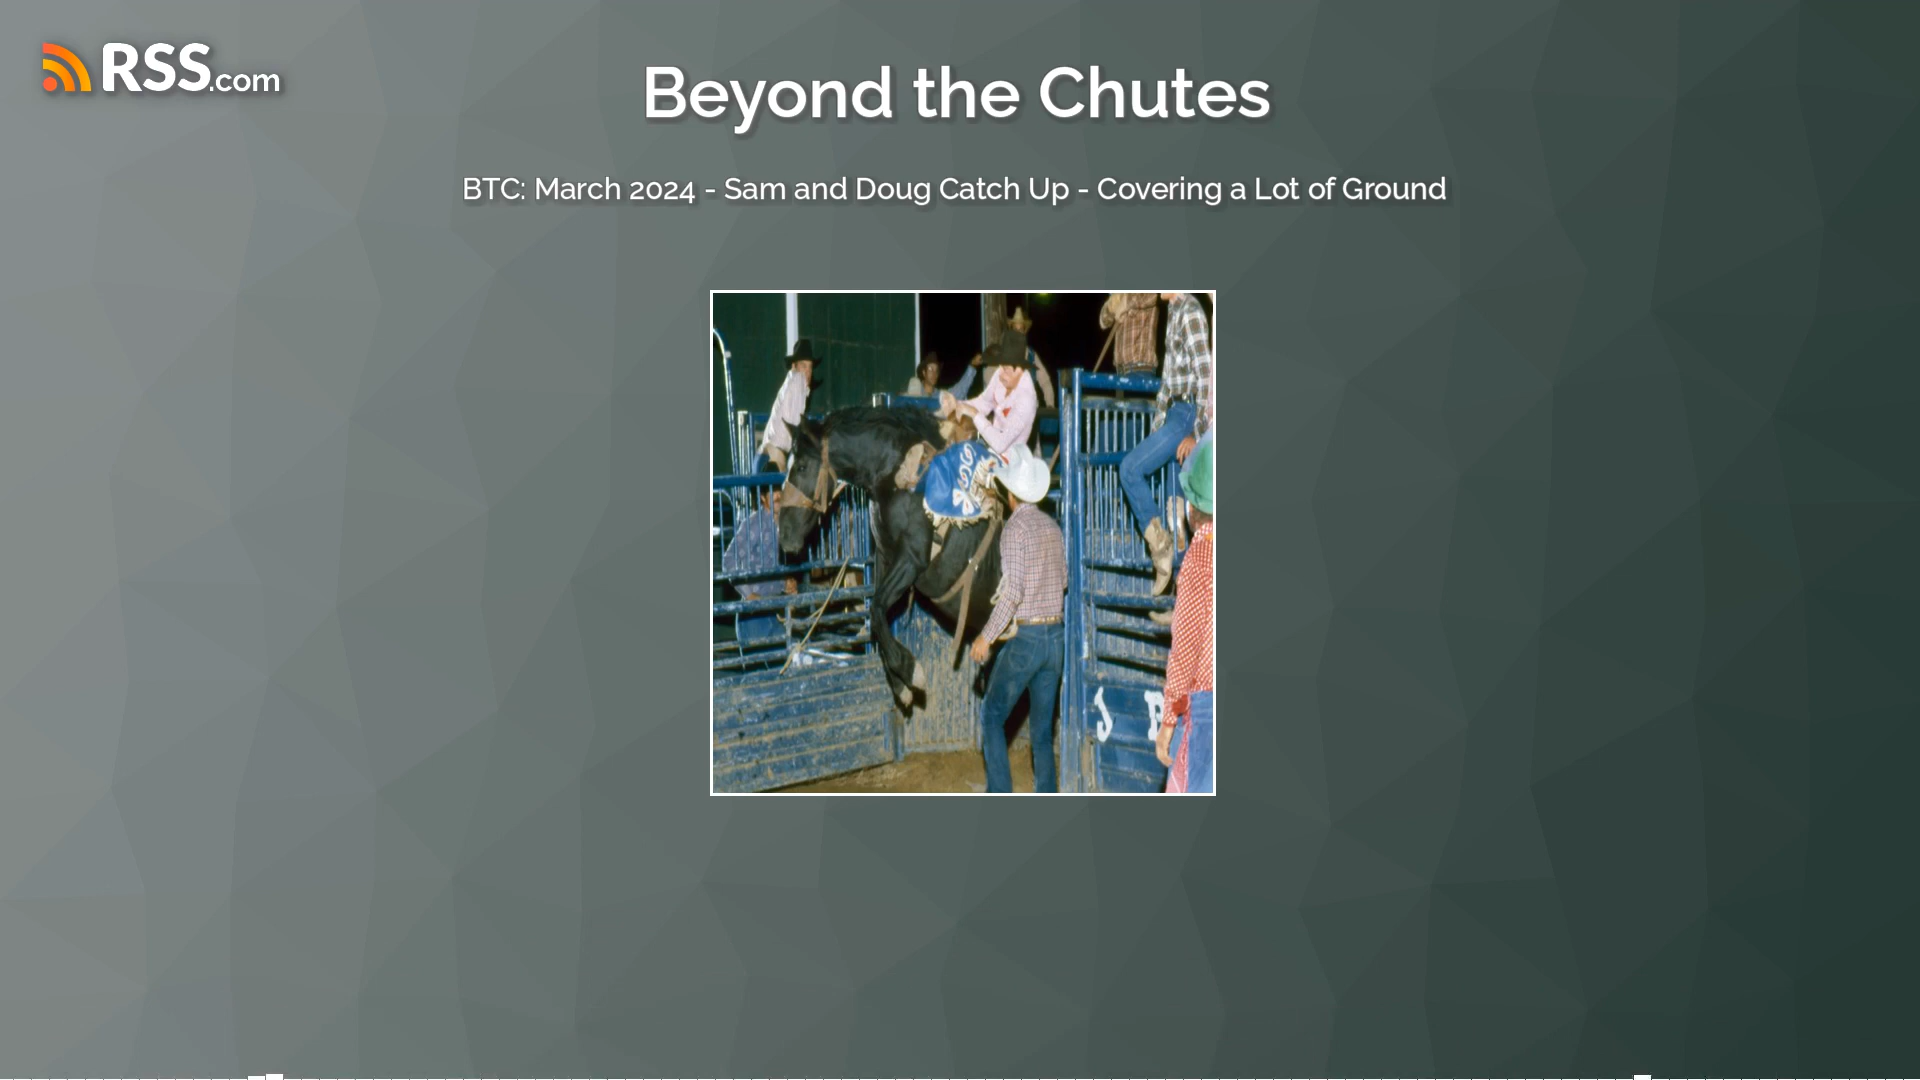 RSS.com
Beyond the Chutes
BTC: March 2024 - Sam and Doug Catch Up - Covering a Lot of Ground
J